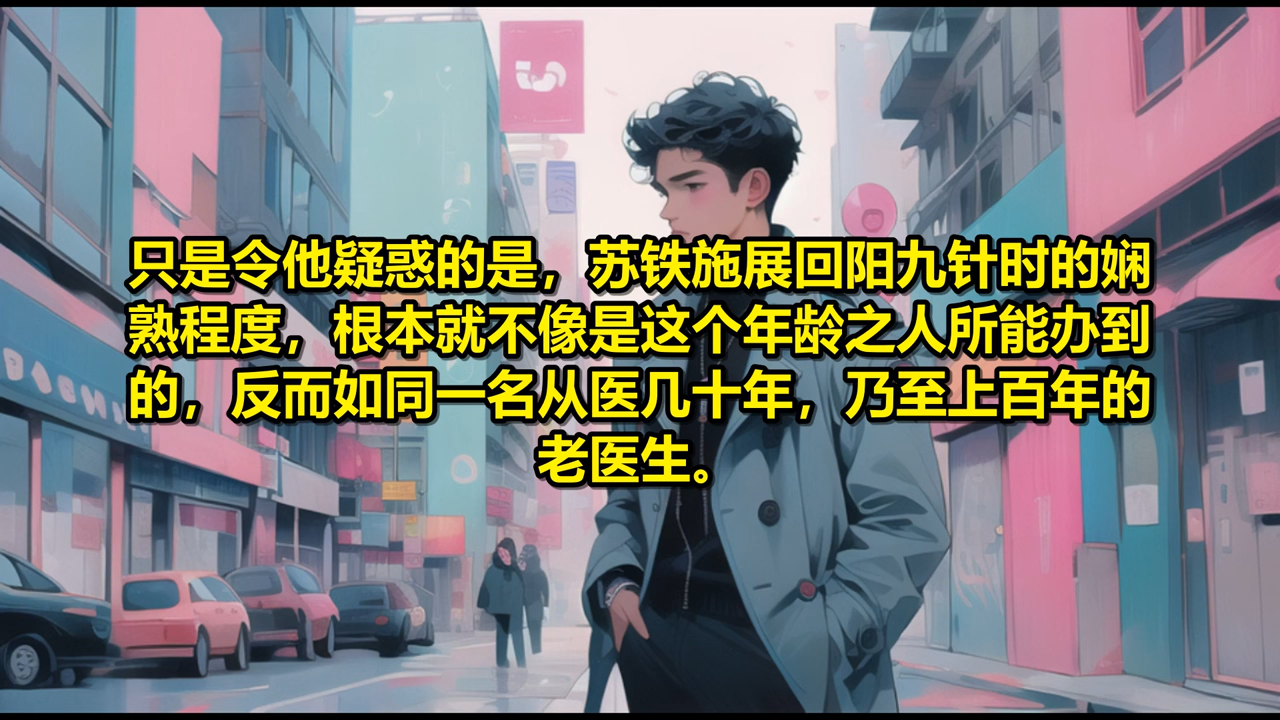 只是令他疑惑的是，苏铁施展回阳九针时的娴
熟程度，根本就不像是这个年龄之人所能办到
的，反而如同一名从医几十年，乃至上百年的
老医生。